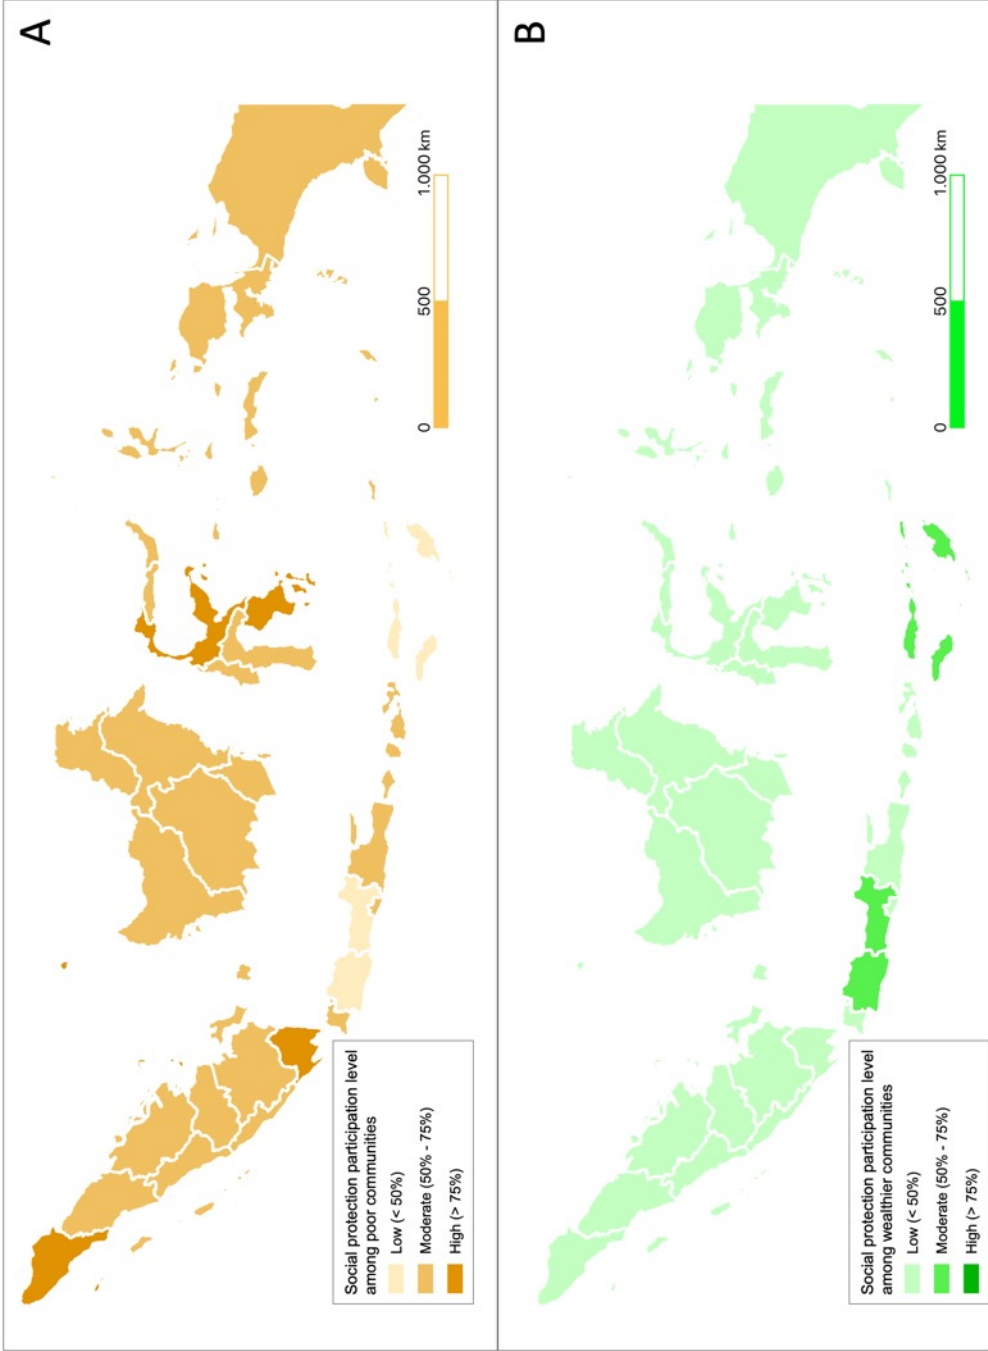 A
Social protection participation level
among poor communities
Low (< 50%)
Moderate (50% - 75%)
High (> 75%)
0 500 1.000 km
B
Social protection participation level
among wealthier communities
Low (< 50%)
Moderate (50% - 75%)
High (> 75%)
0 500 1.000 km